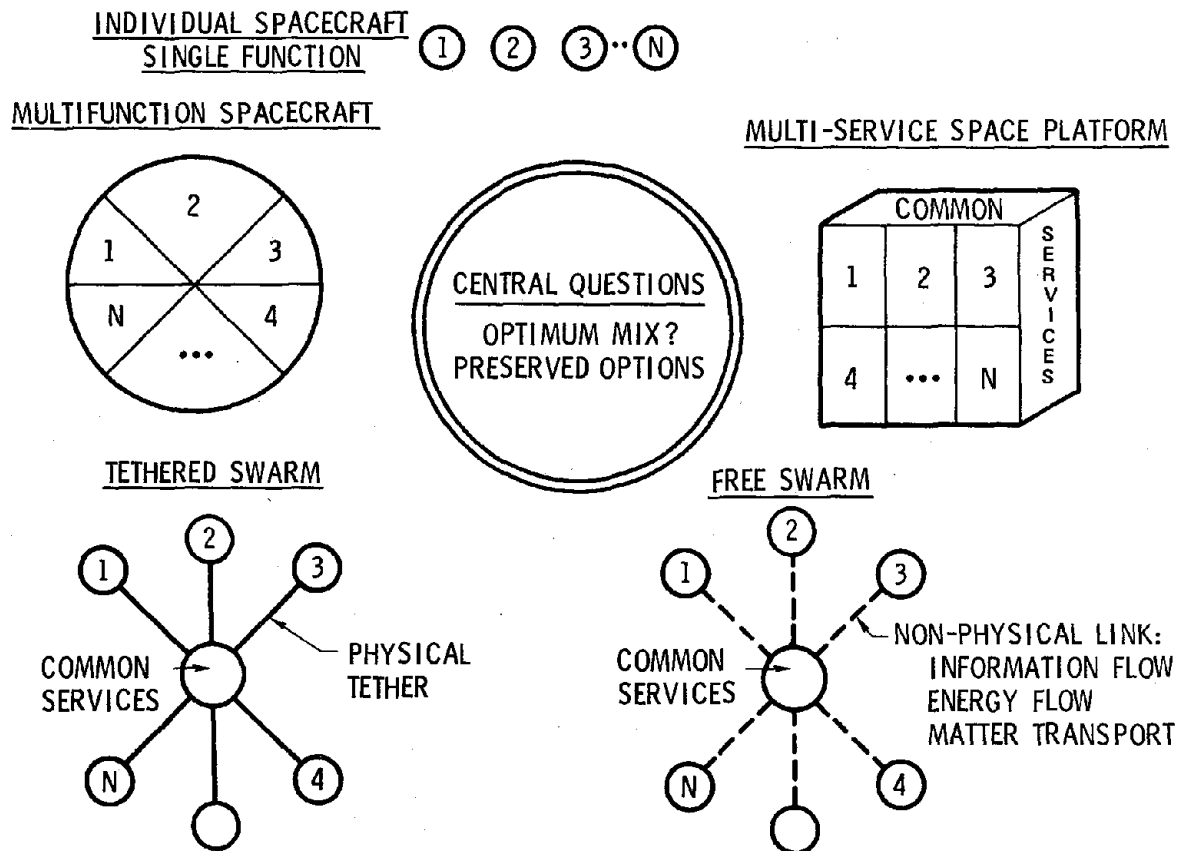 INDIVIDUAL SPACECRAFT
SINGLE FUNCTION
1 2 3 •• N
MULTIFUNCTION SPACECRAFT
1
2
3
4
•••
N
MULTI-SERVICE SPACE PLATFORM
COMMON
SERVICES
1 2 3
4 ••• N
CENTRAL QUESTIONS
OPTIMUM MIX?
PRESERVED OPTIONS
TETHERED SWARM
1
2
3
4
N
COMMON
SERVICES
PHYSICAL
TETHER
FREE SWARM
1
2
3
4
N
COMMON
SERVICES
NON-PHYSICAL LINK:
INFORMATION FLOW
ENERGY FLOW
MATTER TRANSPORT